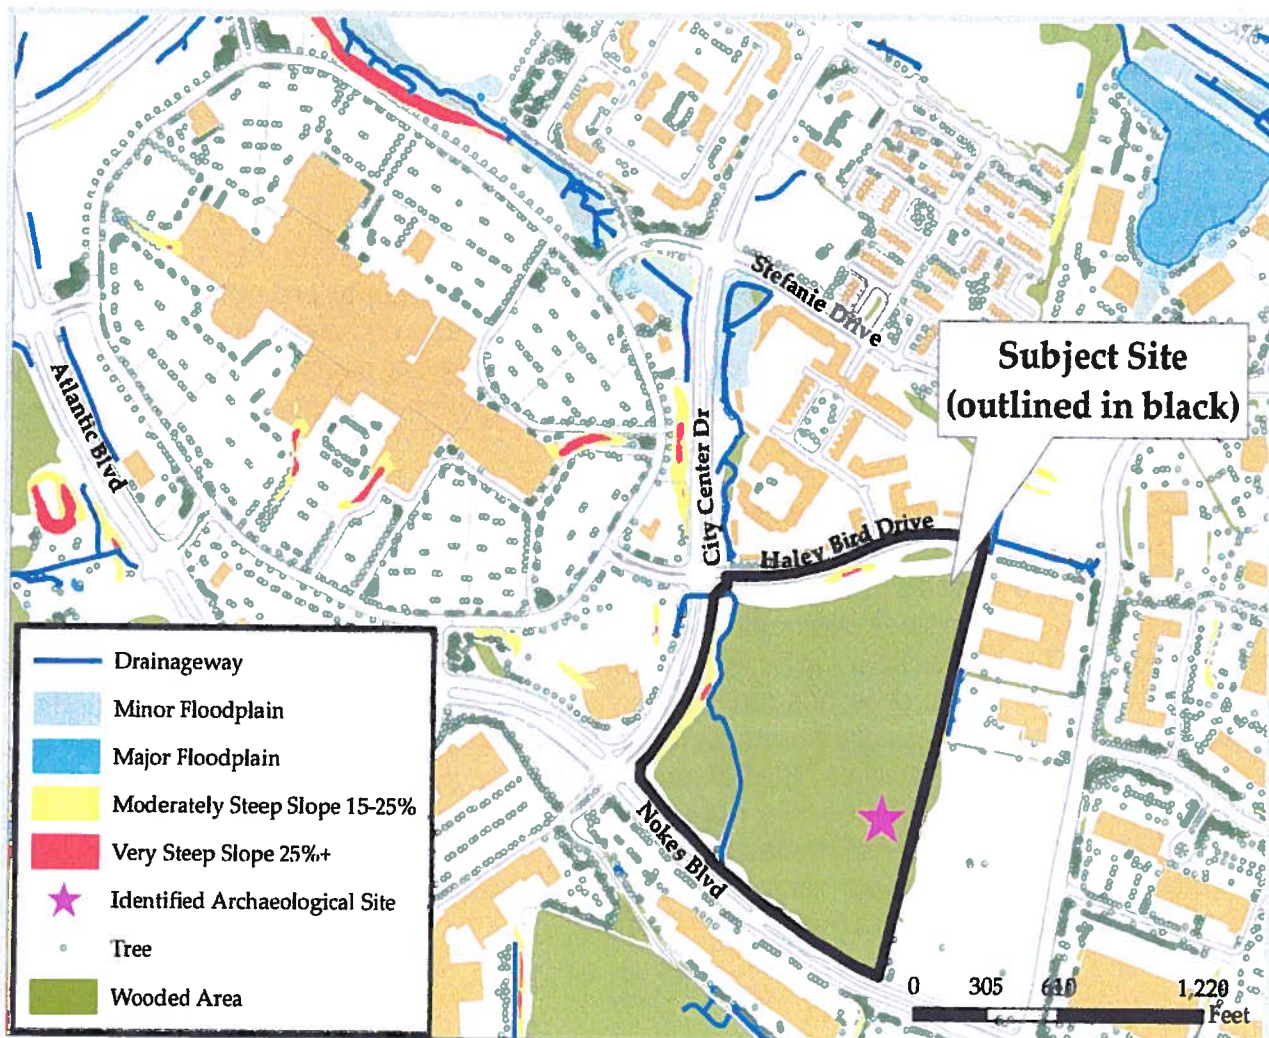 Stefanie Drive
Subject Site
(outlined in black)
Atlantic Blvd
City Center Dr
Haley Bird Drive
Nokes Blvd
Drainageway
Minor Floodplain
Major Floodplain
Moderately Steep Slope 15-25%
Very Steep Slope 25%+
Identified Archaeological Site
Tree
Wooded Area
0 305 610 1,220
Feet